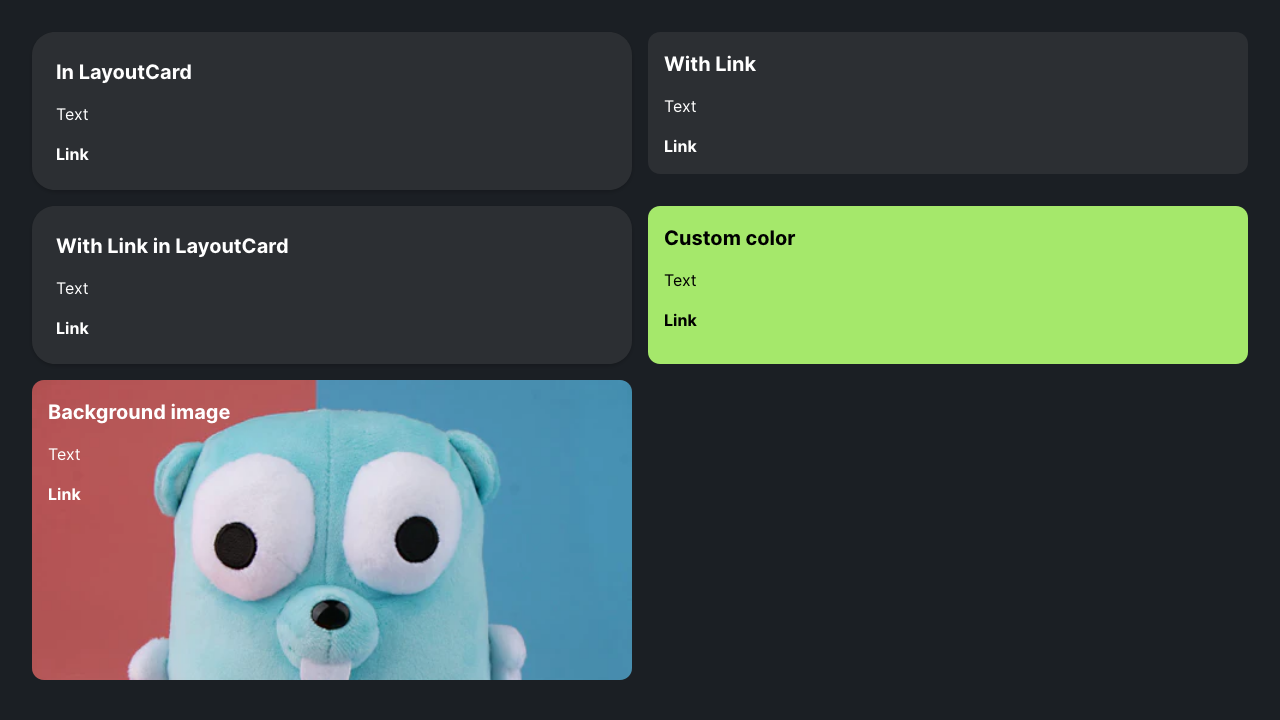 In LayoutCard
Text
Link
With Link
Text
Link
With Link in LayoutCard
Text
Link
Custom color
Text
Link
Background image
Text
Link